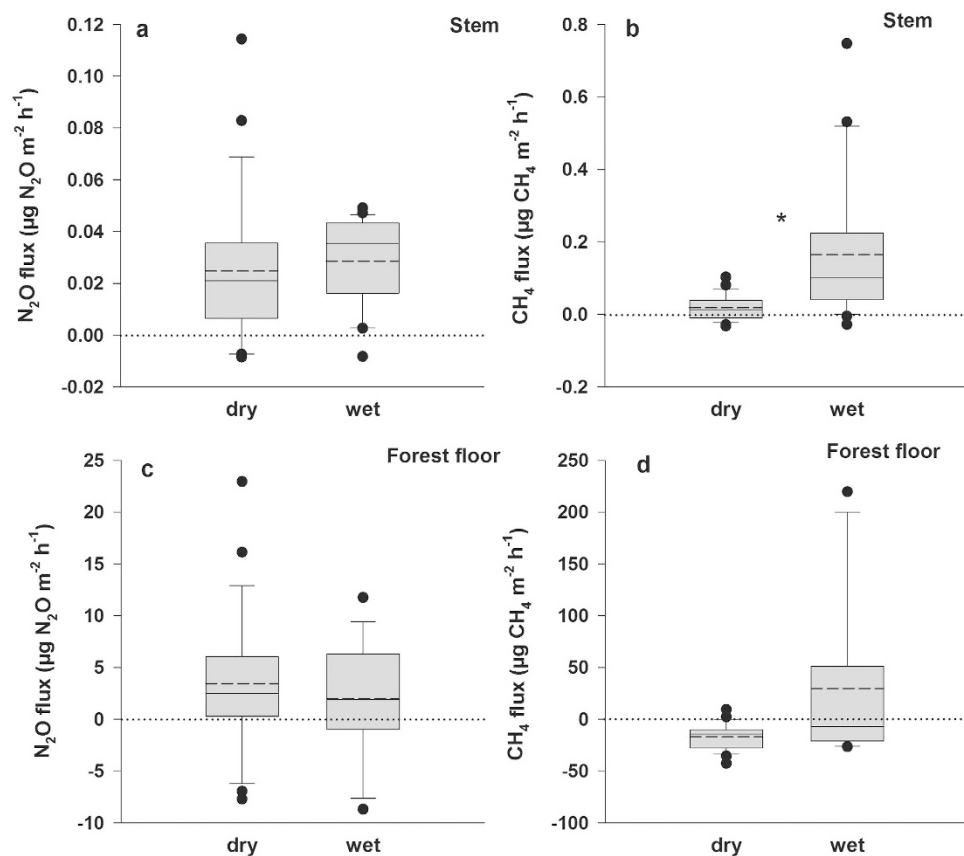 a
Stem
N₂O flux (µg N₂O m⁻² h⁻¹)
0.12
0.10
0.08
0.06
0.04
0.02
0.00
-0.02
dry wet
b
Stem
CH₄ flux (µg CH₄ m⁻² h⁻¹)
0.8
0.6
0.4
0.2
0.0
-0.2
*
dry wet
c
Forest floor
N₂O flux (µg N₂O m⁻² h⁻¹)
25
20
15
10
5
0
-5
-10
dry wet
d
Forest floor
CH₄ flux (µg CH₄ m⁻² h⁻¹)
250
200
150
100
50
0
-50
-100
dry wet